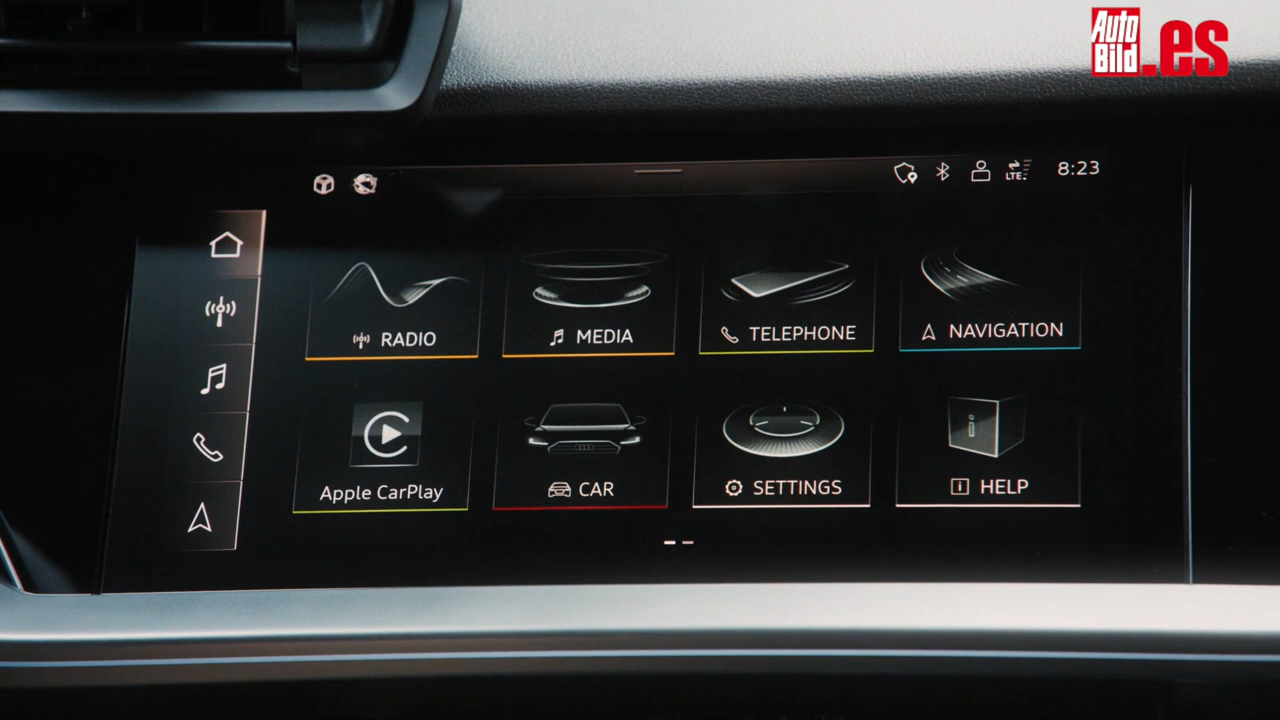 Auto
Bild
.es
LTE
8:23
RADIO
MEDIA
TELEPHONE
NAVIGATION
Apple CarPlay
CAR
SETTINGS
HELP